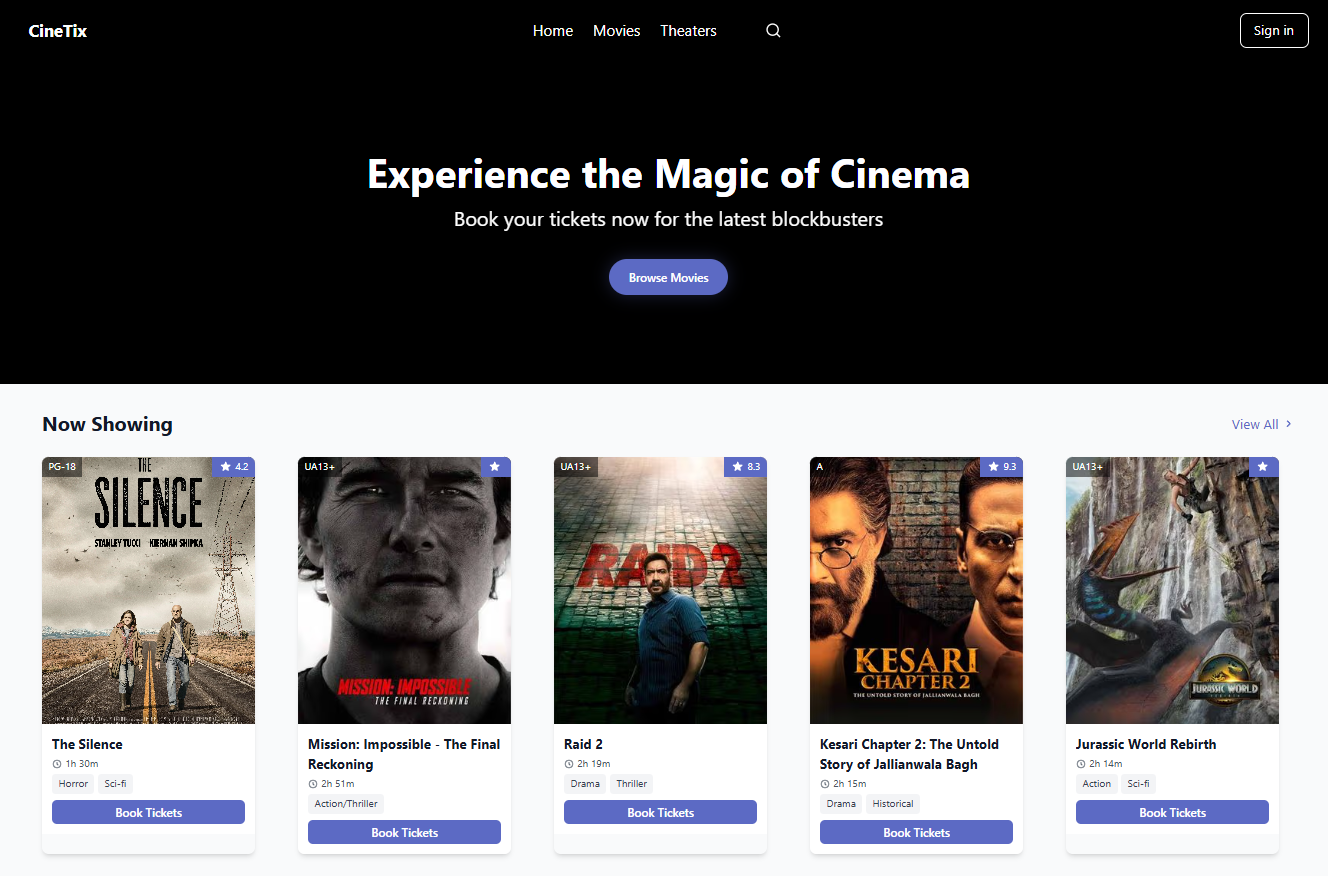 CineTix
Home Movies Theaters
Sign in
Experience the Magic of Cinema
Book your tickets now for the latest blockbusters
Browse Movies
Now Showing
View All
PG-18
4.2
THE
SILENCE
STANLEY TUCCI KIERNAN SHIPKA
The Silence
1h 30m
Horror Sci-fi
Book Tickets
UA13+
MISSION: IMPOSSIBLE
THE FINAL RECKONING
Mission: Impossible - The Final
Reckoning
2h 51m
Action/Thriller
Book Tickets
UA13+
8.3
RAID 2
Raid 2
2h 19m
Drama Thriller
Book Tickets
A
9.3
KESARI
CHAPTER 2
THE UNTOLD STORY OF JALLIANWALA BAGH
Kesari Chapter 2: The Untold
Story of Jallianwala Bagh
2h 15m
Drama Historical
Book Tickets
UA13+
JURASSIC WORLD
Jurassic World Rebirth
2h 14m
Action Sci-fi
Book Tickets